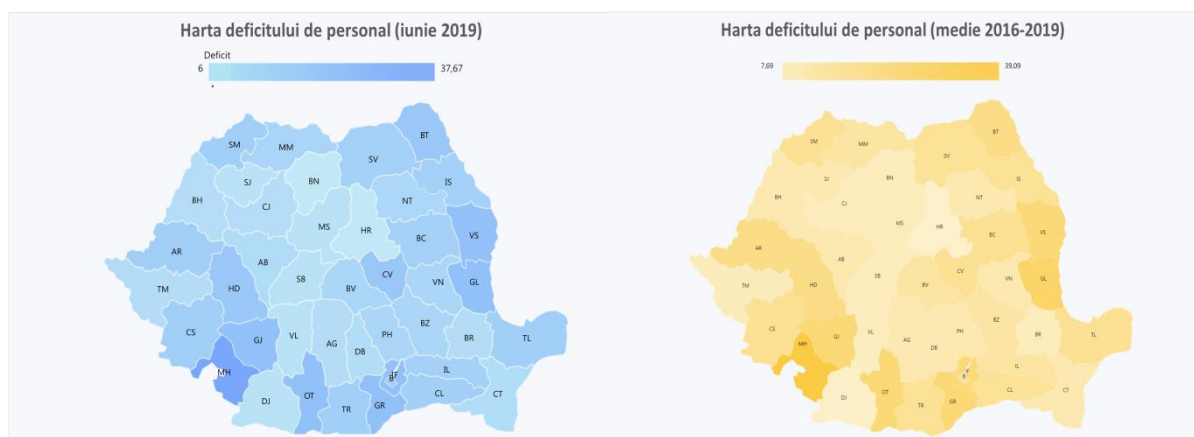 Harta deficitului de personal (iunie 2019)
Deficit
6 37,67
BT
SM
MM
SV
SJ
BN
IS
BH
CJ
NT
MS
HR
VS
BC
AR
AB
SB
CV
GL
TM
HD
BV
VN
CS
VL
GJ
AG
PH
BZ
BR
TL
DB
MH
IF
B
IL
DJ
OT
TR
GR
CL
CT
Harta deficitului de personal (medie 2016-2019)
7,69 39,09
BT
SM
MM
SV
SJ
BN
IS
BH
CJ
NT
MS
HR
VS
BC
AR
AB
SB
CV
GL
TM
HD
BV
VN
CS
VL
GJ
AG
PH
BZ
BR
TL
DB
MH
IF
B
IL
DJ
OT
TR
GR
CL
CT